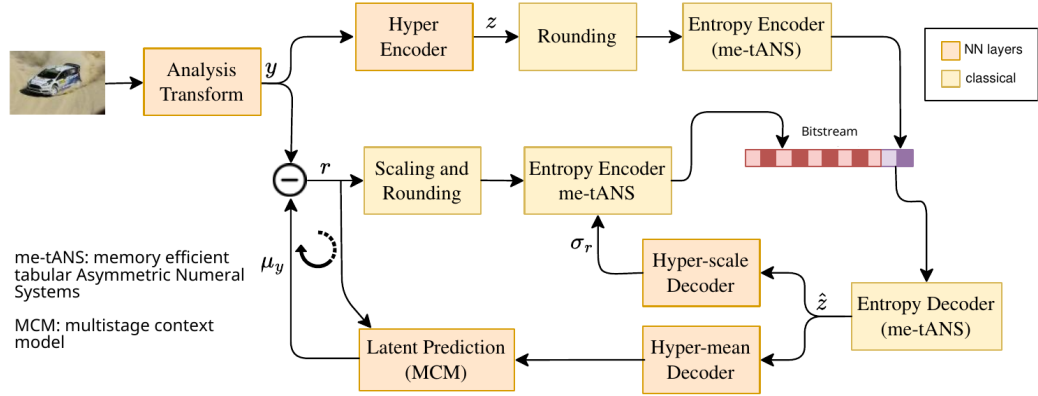 Hyper
Encoder
z
Rounding
Entropy Encoder
(me-tANS)
NN layers
classical
Analysis
Transform
y
Bitstream
r
Scaling and
Rounding
Entropy Encoder
me-tANS
σr
μy
me-tANS: memory efficient
tabular Asymmetric Numeral
Systems
MCM: multistage context
model
Hyper-scale
Decoder
ẑ
Entropy Decoder
(me-tANS)
Latent Prediction
(MCM)
Hyper-mean
Decoder